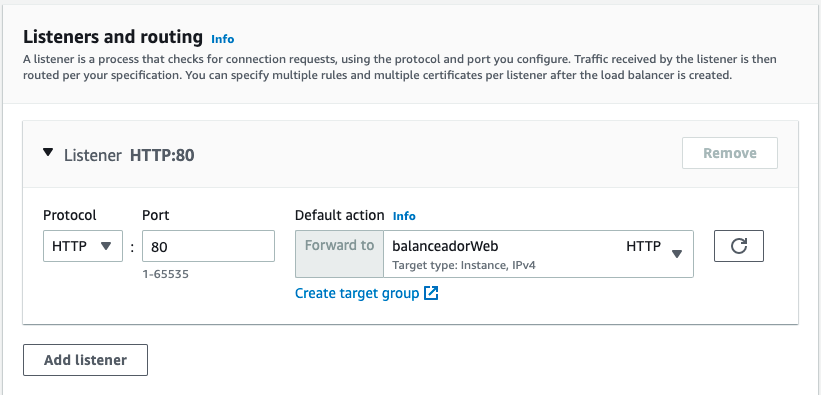 Listeners and routing Info
A listener is a process that checks for connection requests, using the protocol and port you configure. Traffic received by the listener is then
routed per your specification. You can specify multiple rules and multiple certificates per listener after the load balancer is created.
Listener HTTP:80
Remove
Protocol Port Default action Info
HTTP : 80 Forward to balanceadorWeb HTTP
Target type: Instance, IPv4
1-65535
Create target group
Add listener